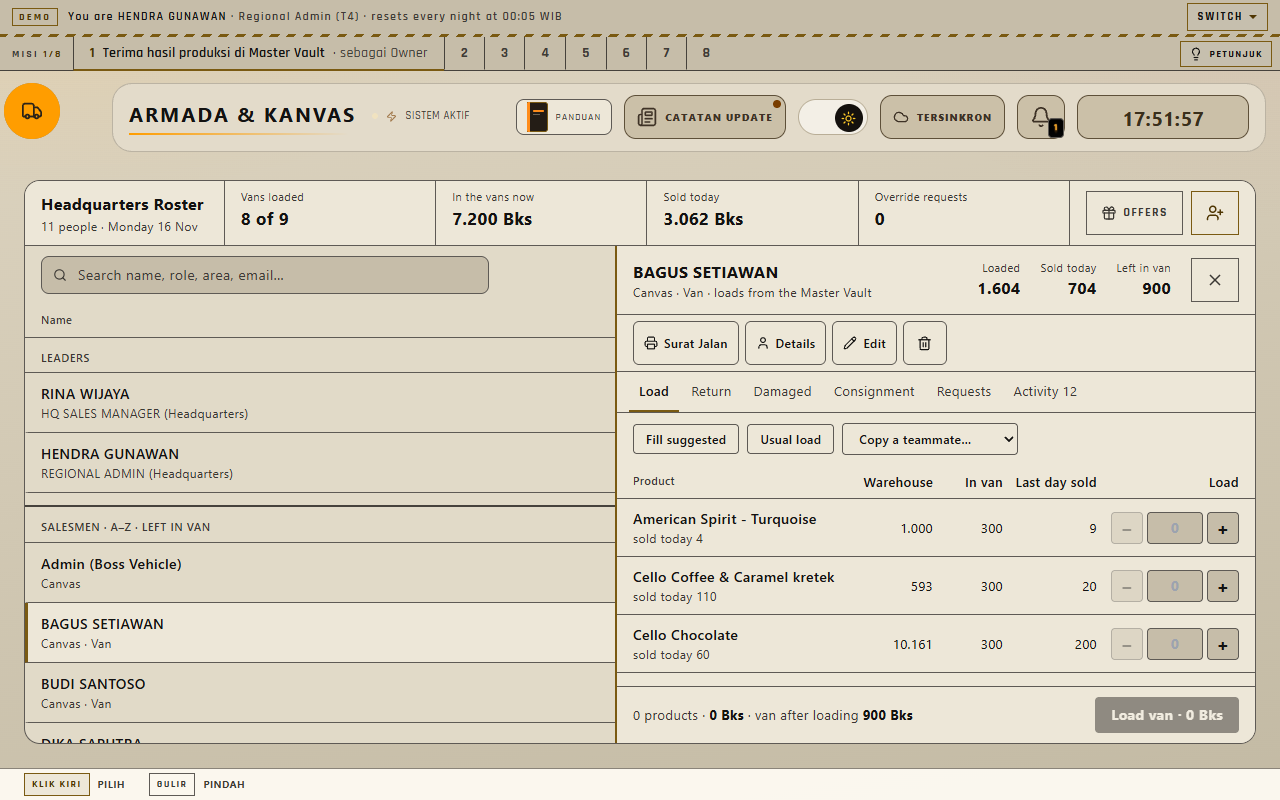 DEMO You are HENDRA GUNAWAN · Regional Admin (T4) · resets every night at 00:05 WIB SWITCH
MISI 1/8 1 Terima hasil produksi di Master Vault · sebagai Owner 2 3 4 5 6 7 8 PETUNJUK
ARMADA & KANVAS SISTEM AKTIF PANDUAN CATATAN UPDATE TERSINKRON 1 17:51:57
Headquarters Roster
11 people · Monday 16 Nov
Vans loaded
8 of 9
In the vans now
7.200 Bks
Sold today
3.062 Bks
Override requests
0
OFFERS
Search name, role, area, email...
Name
LEADERS
RINA WIJAYA
HQ SALES MANAGER (Headquarters)
HENDRA GUNAWAN
REGIONAL ADMIN (Headquarters)
SALESMEN · A–Z · LEFT IN VAN
Admin (Boss Vehicle)
Canvas
BAGUS SETIAWAN
Canvas · Van
BUDI SANTOSO
Canvas · Van
DIKA SAPUTRA
BAGUS SETIAWAN
Canvas · Van · loads from the Master Vault
Loaded
1.604
Sold today
704
Left in van
900
Surat Jalan Details Edit
Load Return Damaged Consignment Requests Activity 12
Fill suggested Usual load Copy a teammate...
Product Warehouse In van Last day sold Load
American Spirit - Turquoise 1.000 300 9 − 0 +
sold today 4
Cello Coffee & Caramel kretek 593 300 20 − 0 +
sold today 110
Cello Chocolate 10.161 300 200 − 0 +
sold today 60
0 products · 0 Bks · van after loading 900 Bks Load van · 0 Bks
KLIK KIRI PILIH GULIR PINDAH